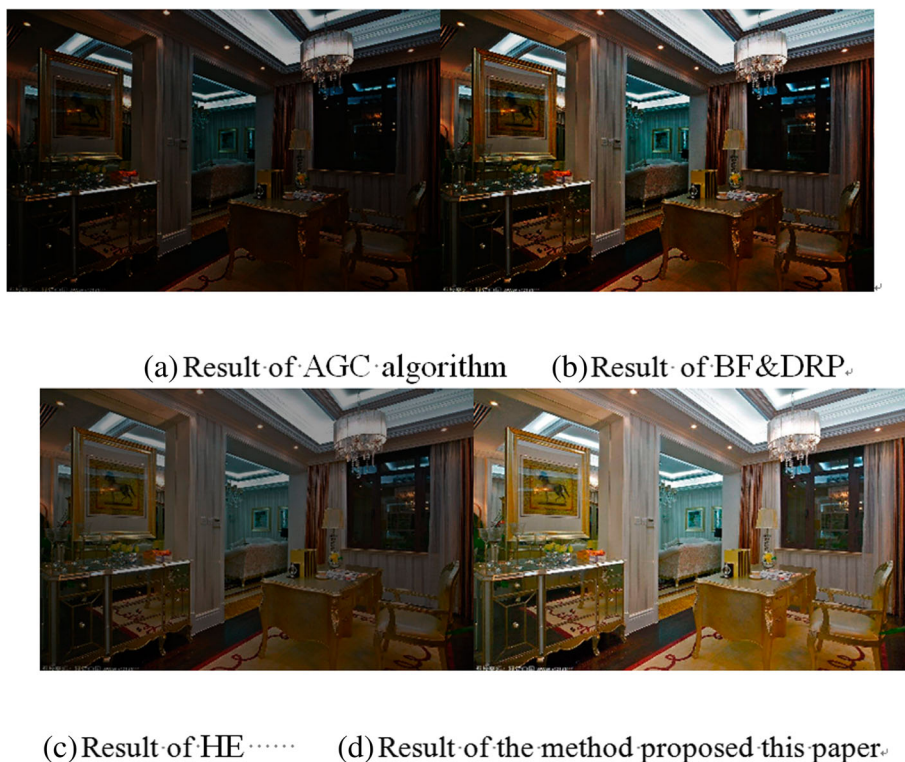 (a) Result of AGC algorithm (b) Result of BF&DRP
(c) Result of HE ······ (d) Result of the method proposed this paper